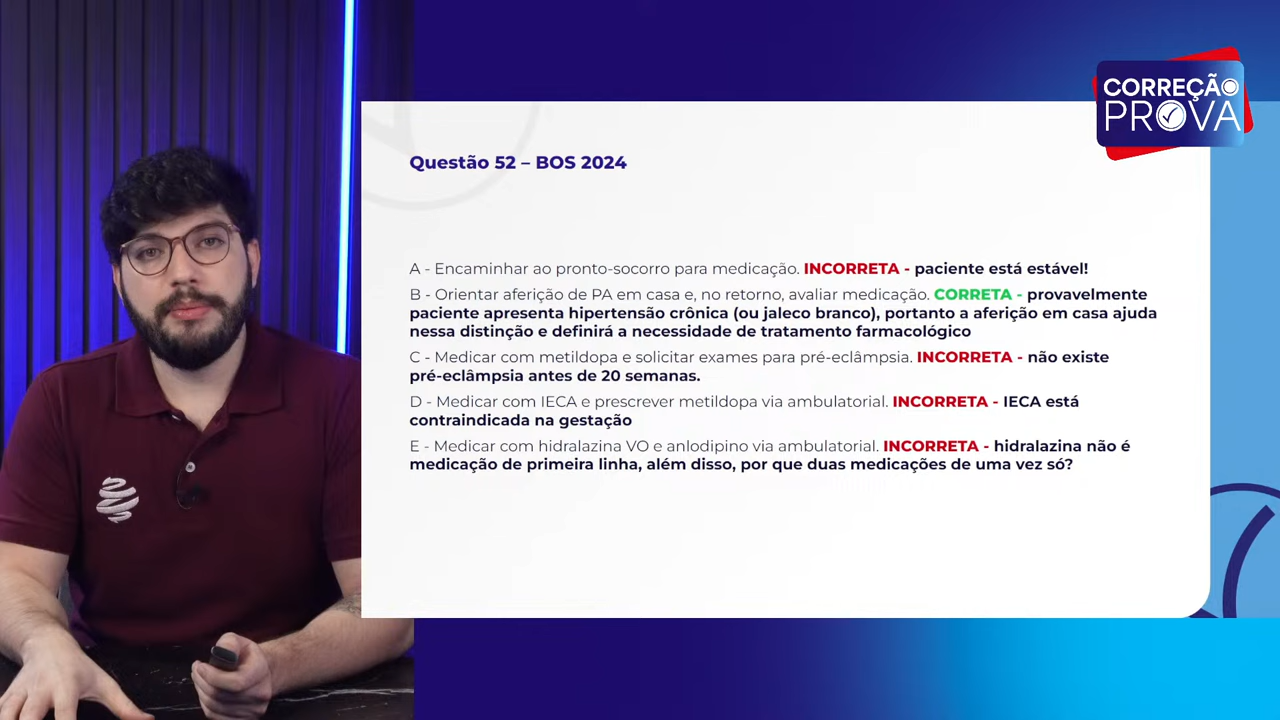 CORREÇÃO
PROVA
Questão 52 – BOS 2024
A - Encaminhar ao pronto-socorro para medicação. INCORRETA - paciente está estável!
B - Orientar aferição de PA em casa e, no retorno, avaliar medicação. CORRETA - provavelmente
paciente apresenta hipertensão crônica (ou jaleco branco), portanto a aferição em casa ajuda
nessa distinção e definirá a necessidade de tratamento farmacológico
C - Medicar com metildopa e solicitar exames para pré-eclâmpsia. INCORRETA - não existe
pré-eclâmpsia antes de 20 semanas.
D - Medicar com IECA e prescrever metildopa via ambulatorial. INCORRETA - IECA está
contraindicada na gestação
E - Medicar com hidralazina VO e anlodipino via ambulatorial. INCORRETA - hidralazina não é
medicação de primeira linha, além disso, por que duas medicações de uma vez só?